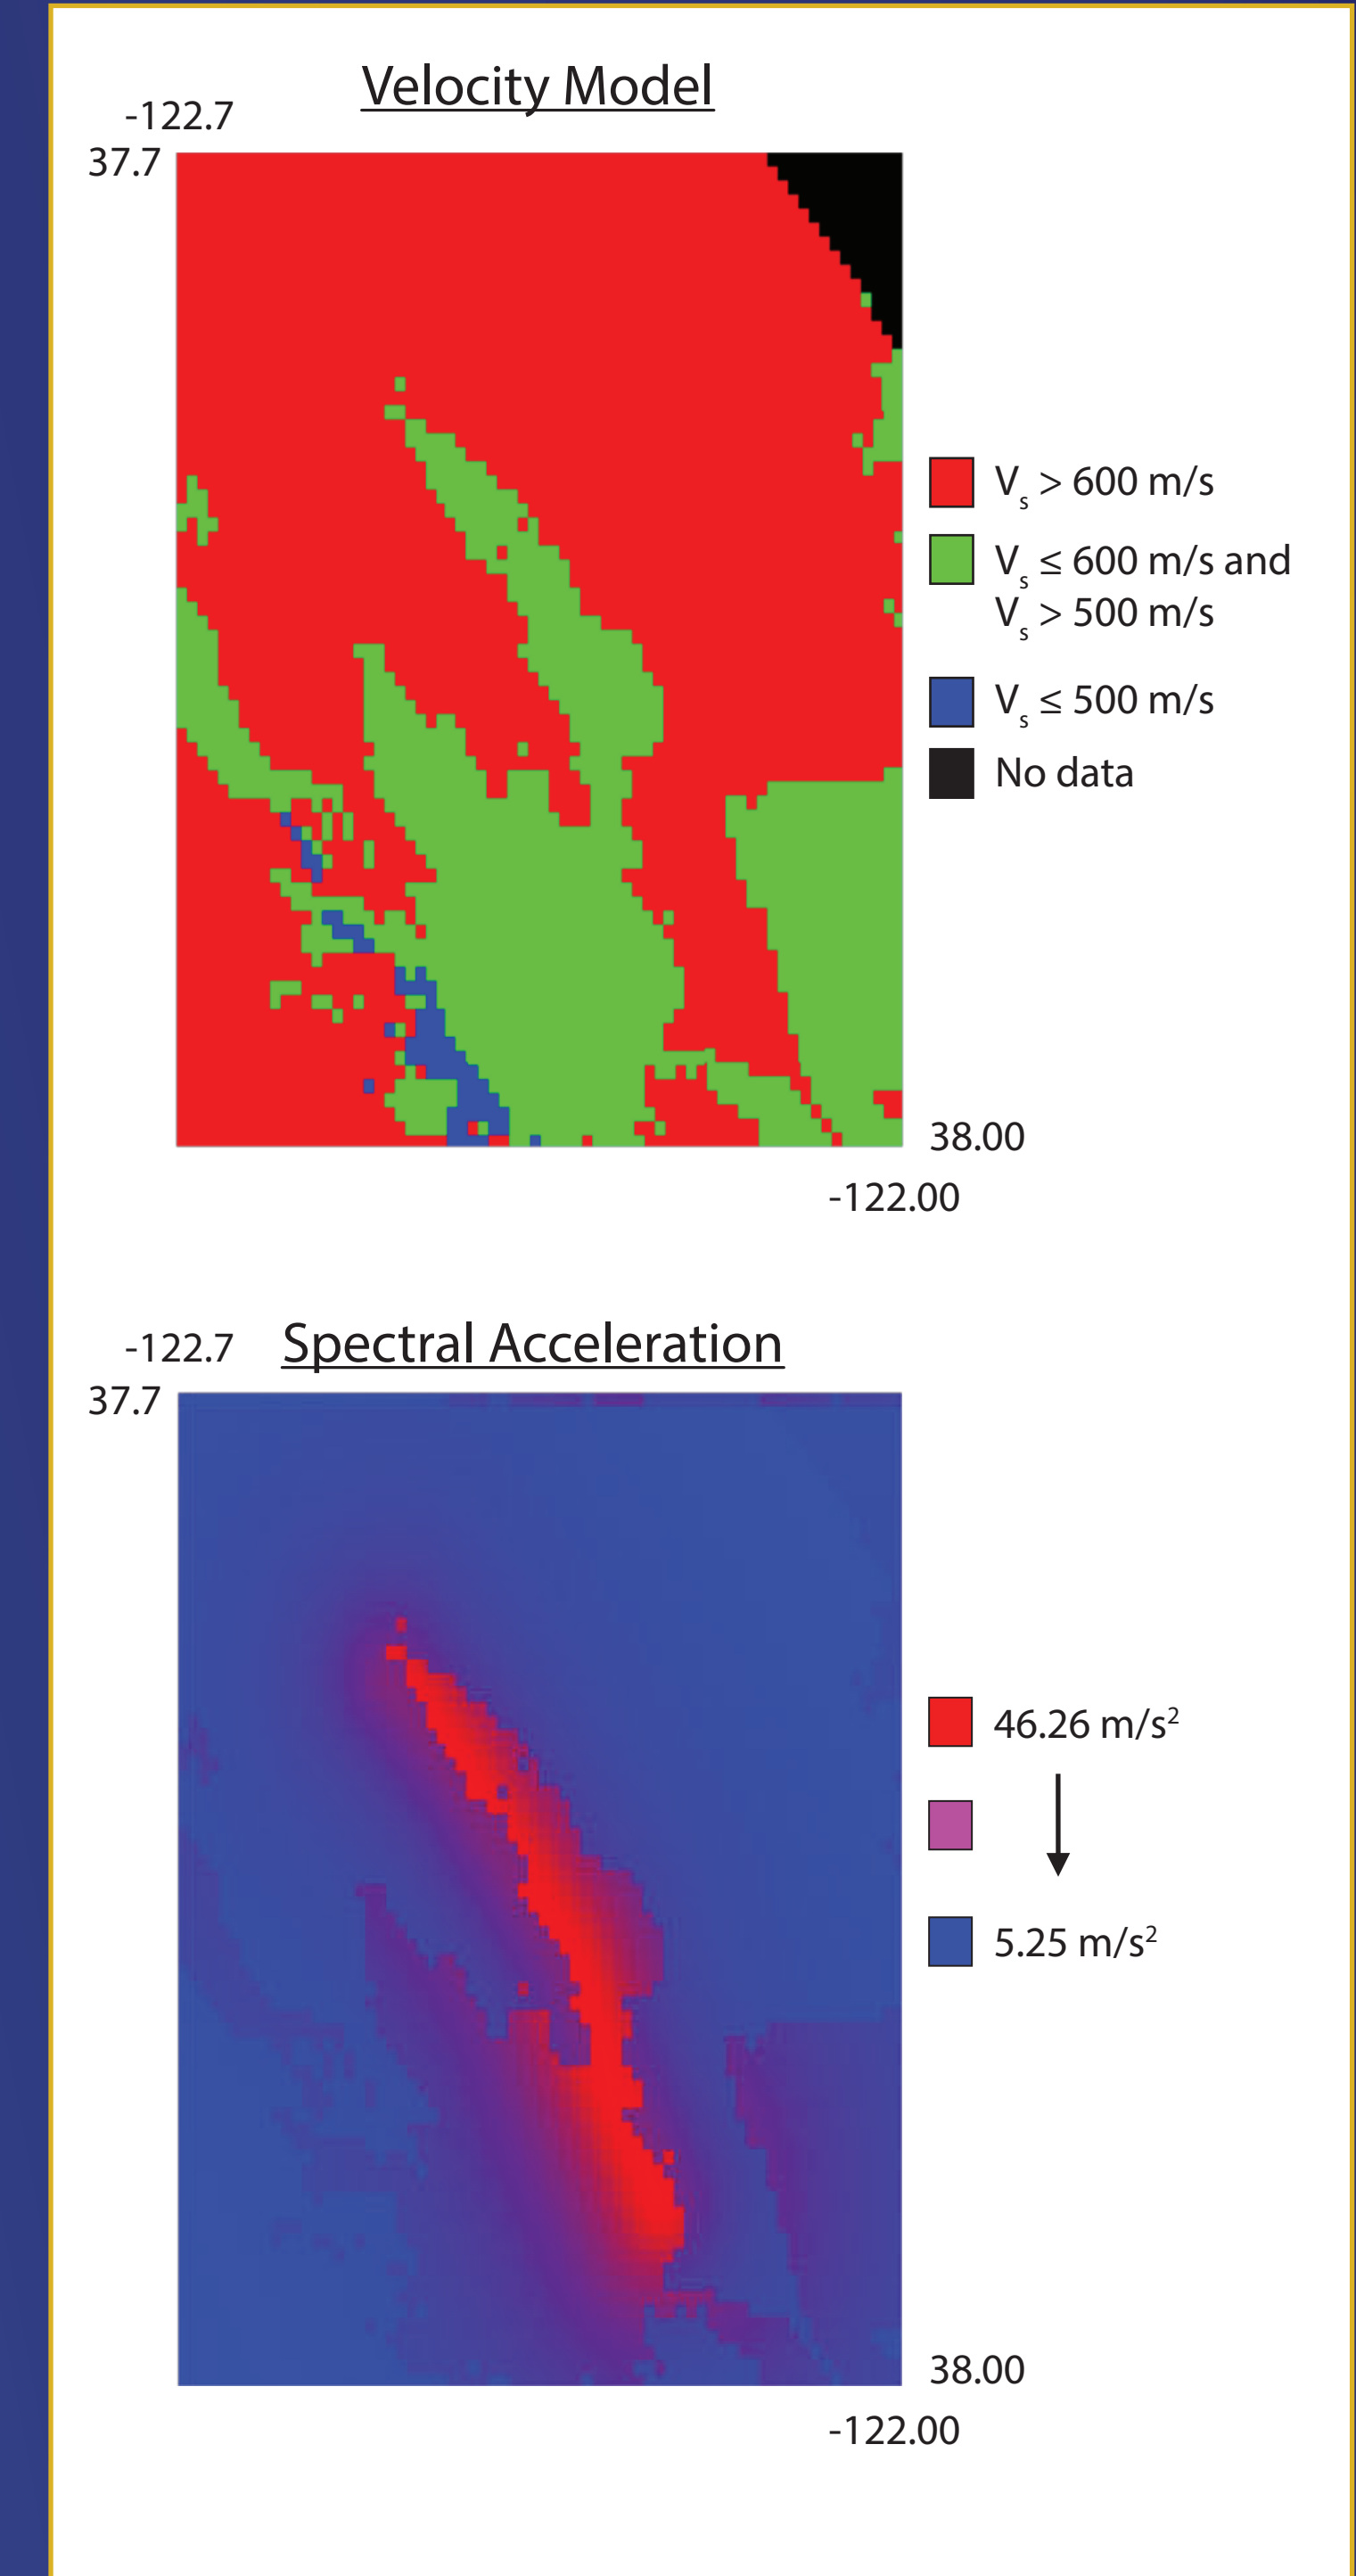 Velocity Model
-122.7
37.7
Vs > 600 m/s
Vs ≤ 600 m/s and
Vs > 500 m/s
Vs ≤ 500 m/s
No data
38.00
-122.00
Spectral Acceleration
-122.7
37.7
46.26 m/s²
5.25 m/s²
38.00
-122.00